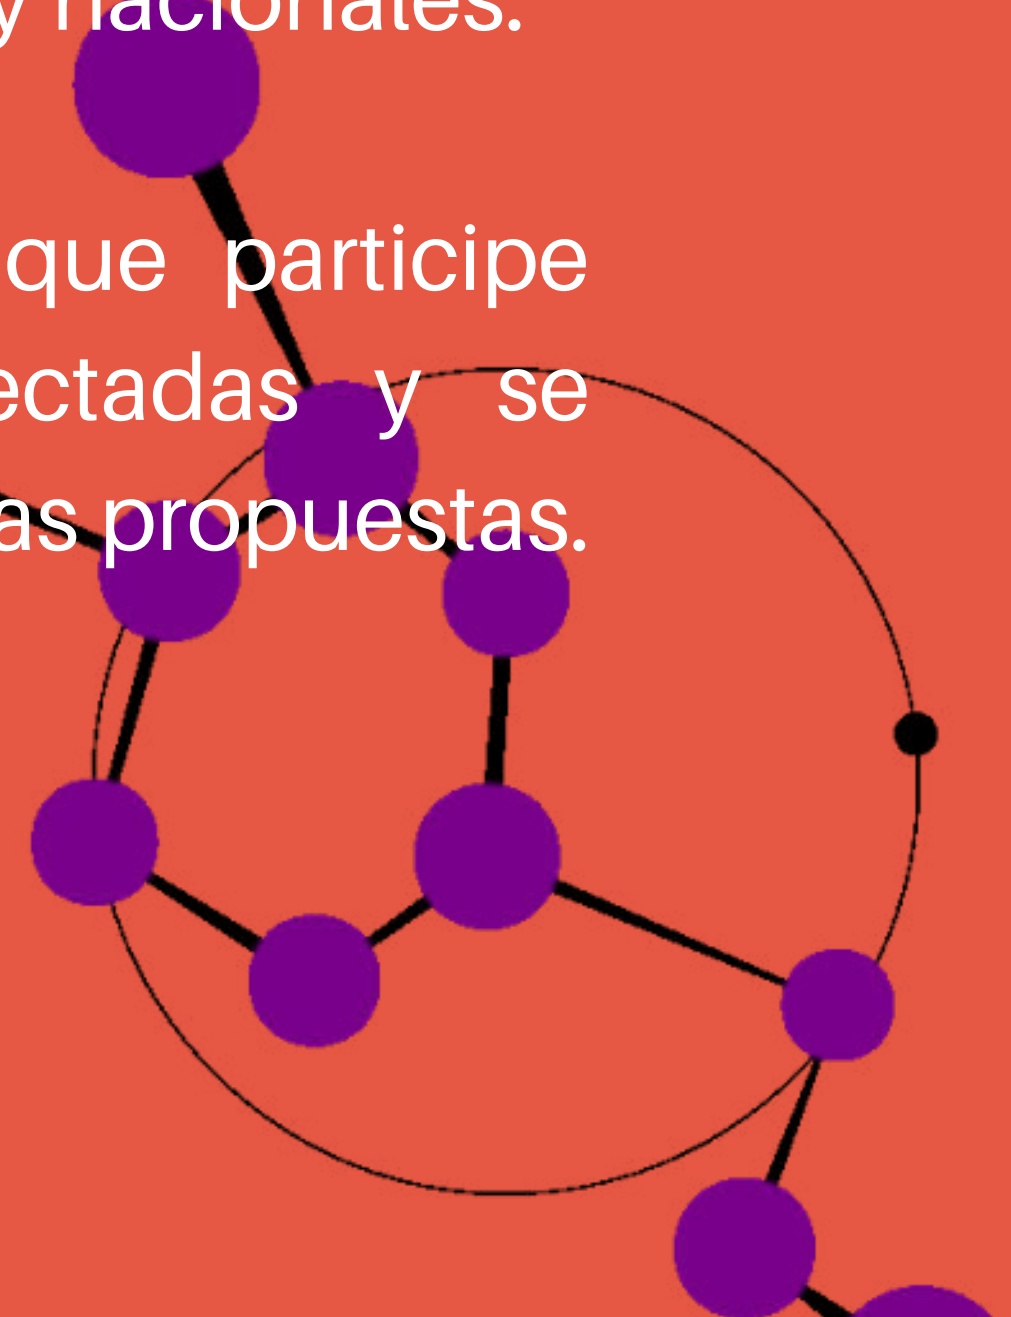 y nacionales.
que participe
ectadas y se
as propuestas.